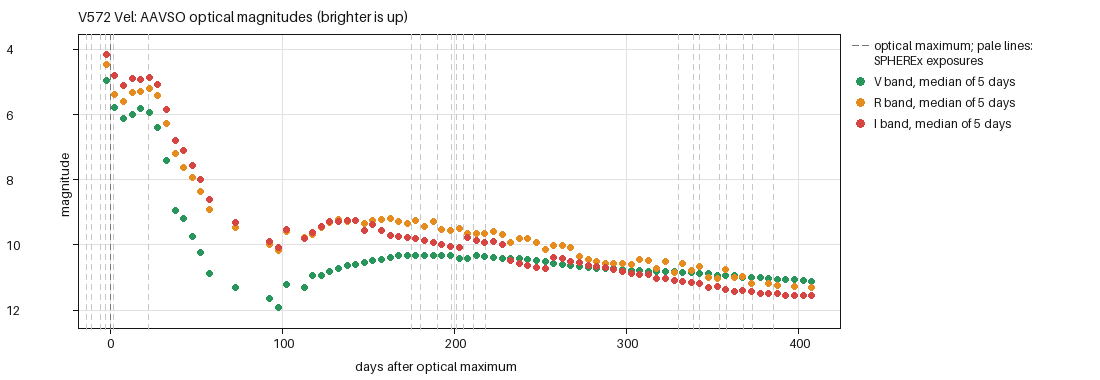 V572 Vel: AAVSO optical magnitudes (brighter is up)
4
6
8
10
12
magnitude
0
100
200
300
400
days after optical maximum
optical maximum; pale lines:
SPHEREx exposures
V band, median of 5 days
R band, median of 5 days
I band, median of 5 days